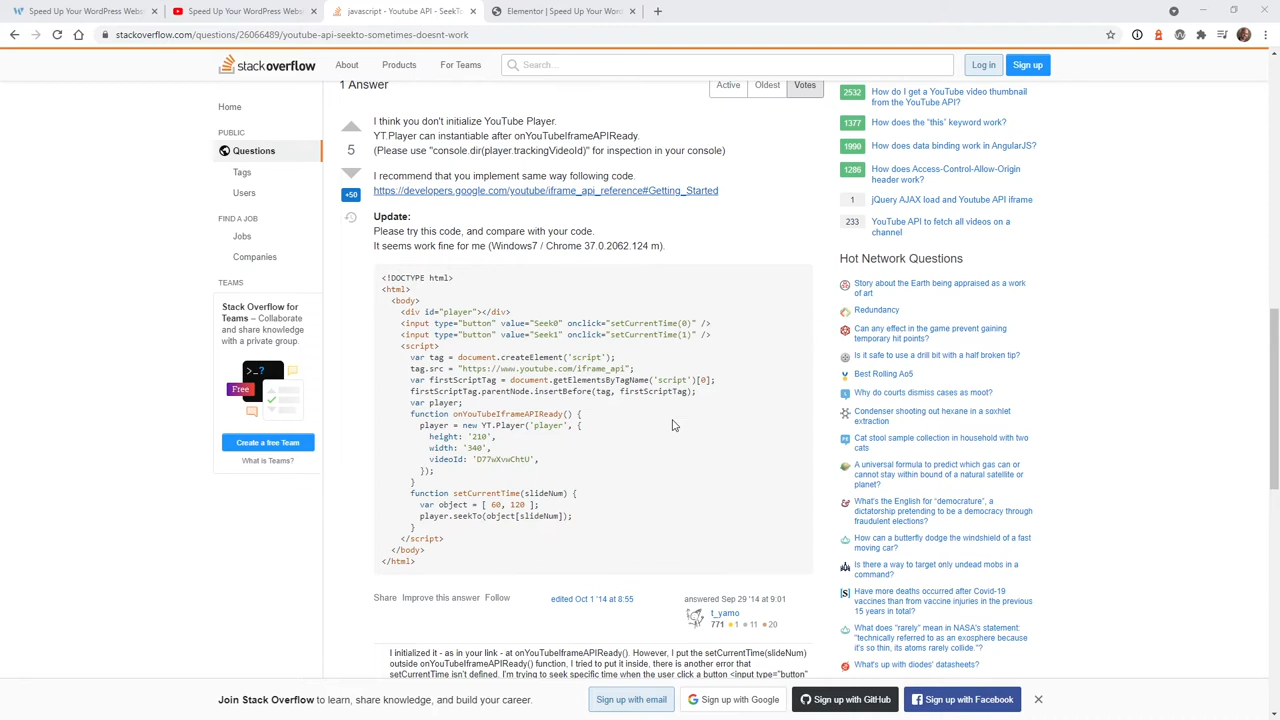 Speed Up Your WordPress Websi
Speed Up Your WordPress Websi
javascript - Youtube API - SeekTo
Elementor | Speed Up Your WordP
stackoverflow.com/questions/26066489/youtube-api-seekto-sometimes-doesnt-work
stackoverflow
About
Products
For Teams
Search...
Log in
Sign up
Home
PUBLIC
Questions
Tags
Users
FIND A JOB
Jobs
Companies
TEAMS
Stack Overflow for
Teams – Collaborate
and share knowledge
with a private group.
>_?
Free
Create a free Team
What is Teams?
1 Answer
Active
Oldest
Votes
5
+50
I think you don't initialize YouTube Player.
YT.Player can instantiable after onYouTubeIframeAPIReady.
(Please use "console.dir(player.trackingVideoId)" for inspection in your console)
I recommend that you implement same way following code.
https://developers.google.com/youtube/iframe_api_reference#Getting_Started
Update:
Please try this code, and compare with your code.
It seems work fine for me (Windows7 / Chrome 37.0.2062.124 m).
<!DOCTYPE html>
<html>
<body>
<div id="player"></div>
<input type="button" value="Seek0" onclick="setCurrentTime(0)" />
<input type="button" value="Seek1" onclick="setCurrentTime(1)" />
<script>
var tag = document.createElement('script');
tag.src = "https://www.youtube.com/iframe_api";
var firstScriptTag = document.getElementsByTagName('script')[0];
firstScriptTag.parentNode.insertBefore(tag, firstScriptTag);
var player;
function onYouTubeIframeAPIReady() {
player = new YT.Player('player', {
height: '210',
width: '340',
videoId: 'D77wXvwChtU',
});
}
function setCurrentTime(slideNum) {
var object = [ 60, 120 ];
player.seekTo(object[slideNum]);
}
</script>
</body>
</html>
Share Improve this answer Follow
edited Oct 1 '14 at 8:55
answered Sep 29 '14 at 9:01
t_yamo
771 1 11 20
I initialized it - as in your link - at onYouTubeIframeAPIReady(). However, I put the setCurrentTime(slideNum)
outside onYouTubeIframeAPIReady() function, I tried to put it inside, there is another error that
setCurrentTime isn't defined. I'm trying to seek specific time when the user click a button <input type="button"
2532 How do I get a YouTube video thumbnail
from the YouTube API?
1377 How does the "this" keyword work?
1990 How does data binding work in AngularJS?
1286 How does Access-Control-Allow-Origin
header work?
1 jQuery AJAX load and Youtube API iframe
233 YouTube API to fetch all videos on a
channel
Hot Network Questions
Story about the Earth being appraised as a work
of art
Redundancy
Can any effect in the game prevent gaining
temporary hit points?
Is it safe to use a drill bit with a half broken tip?
Best Rolling Ao5
Why do courts dismiss cases as moot?
Condenser shooting out hexane in a soxhlet
extraction
Cat stool sample collection in household with two
cats
A universal formula to predict which gas can or
cannot stay within bound of a natural satellite or
planet?
What's the English for "democrature", a
dictatorship pretending to be a democracy through
fraudulent elections?
How can a butterfly dodge the windshield of a fast
moving car?
Is there a way to target only undead mobs in a
command?
Have more deaths occurred after Covid-19
vaccines than from vaccine injuries in the previous
15 years in total?
What does "rarely" mean in NASA's statement:
"technically referred to as an exosphere because
it's so thin, its atoms rarely collide."?
What's up with diodes' datasheets?
Join Stack Overflow to learn, share knowledge, and build your career.
Sign up with email
Sign up with Google
Sign up with GitHub
Sign up with Facebook